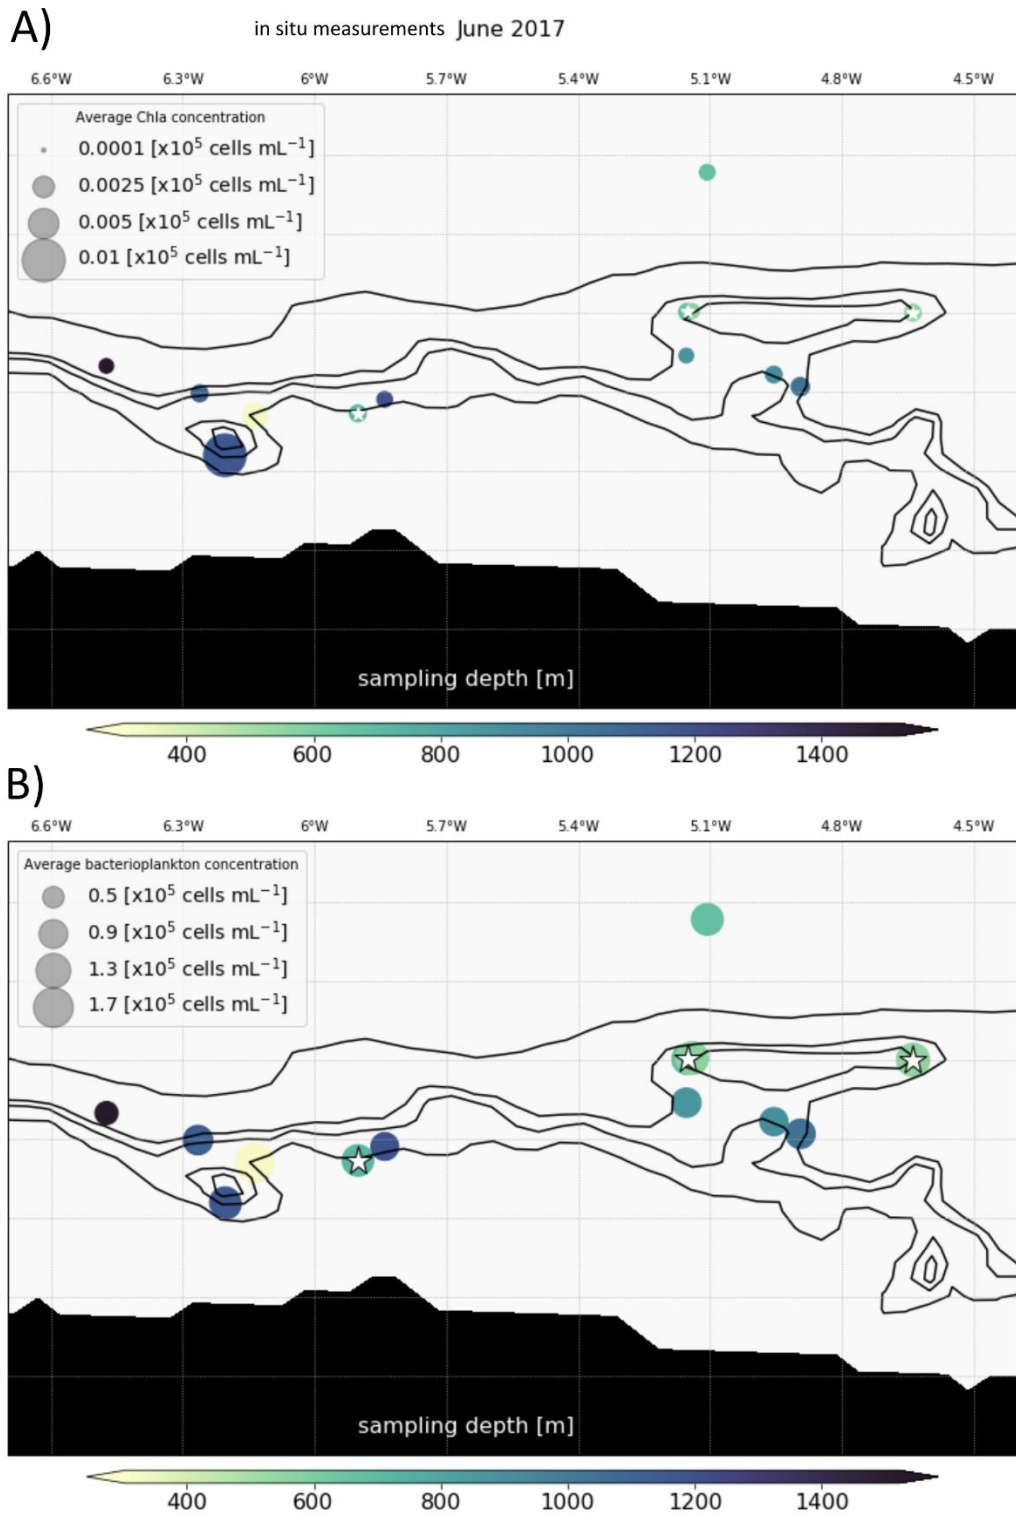 A)
in situ measurements June 2017
6.6°W 6.3°W 6°W 5.7°W 5.4°W 5.1°W 4.8°W 4.5°W
Average Chla concentration
0.0001 [x10⁵ cells mL⁻¹]
0.0025 [x10⁵ cells mL⁻¹]
0.005 [x10⁵ cells mL⁻¹]
0.01 [x10⁵ cells mL⁻¹]
sampling depth [m]
400 600 800 1000 1200 1400
B)
6.6°W 6.3°W 6°W 5.7°W 5.4°W 5.1°W 4.8°W 4.5°W
Average bacterioplankton concentration
0.5 [x10⁵ cells mL⁻¹]
0.9 [x10⁵ cells mL⁻¹]
1.3 [x10⁵ cells mL⁻¹]
1.7 [x10⁵ cells mL⁻¹]
sampling depth [m]
400 600 800 1000 1200 1400